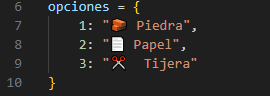 6 opciones = {
7 1: "🧱 Piedra",
8 2: "📄 Papel",
9 3: "✂️ Tijera"
10 }